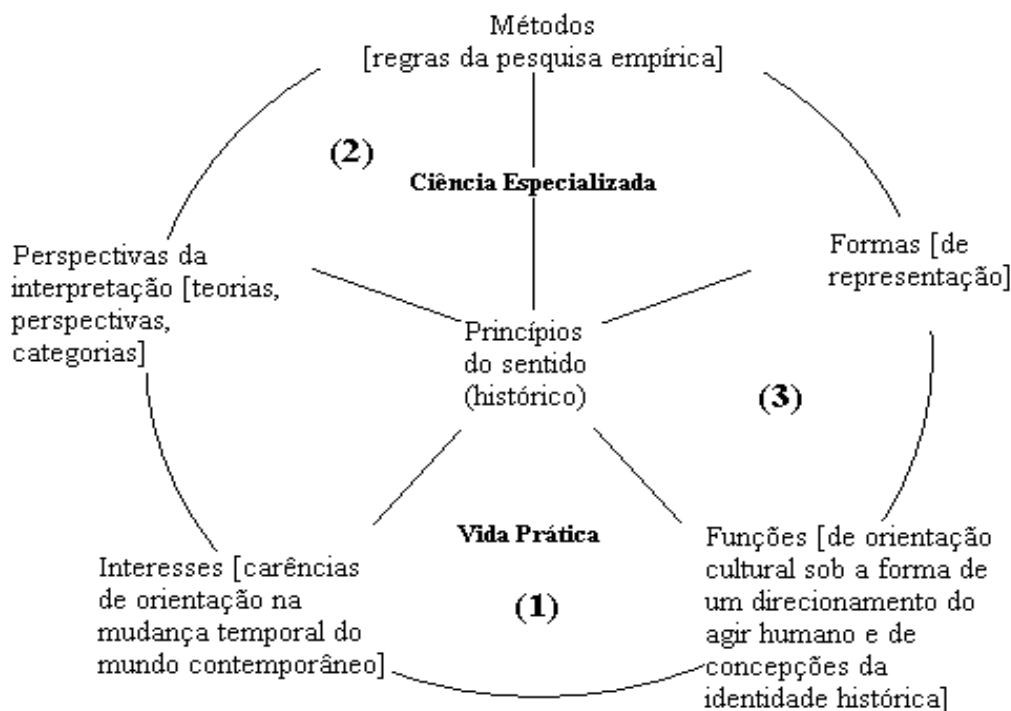 Métodos
[regras da pesquisa empírica]
(2)
Ciência Especializada
Perspectivas da
interpretação [teorias,
perspectivas,
categorias]
Formas [de
representação]
Princípios
do sentido
(histórico)
(3)
Vida Prática
Interesses [carências
de orientação na
mudança temporal do
mundo contemporâneo]
(1)
Funções [de orientação
cultural sob a forma de
um direcionamento do
agir humano e de
concepções da
identidade histórica]